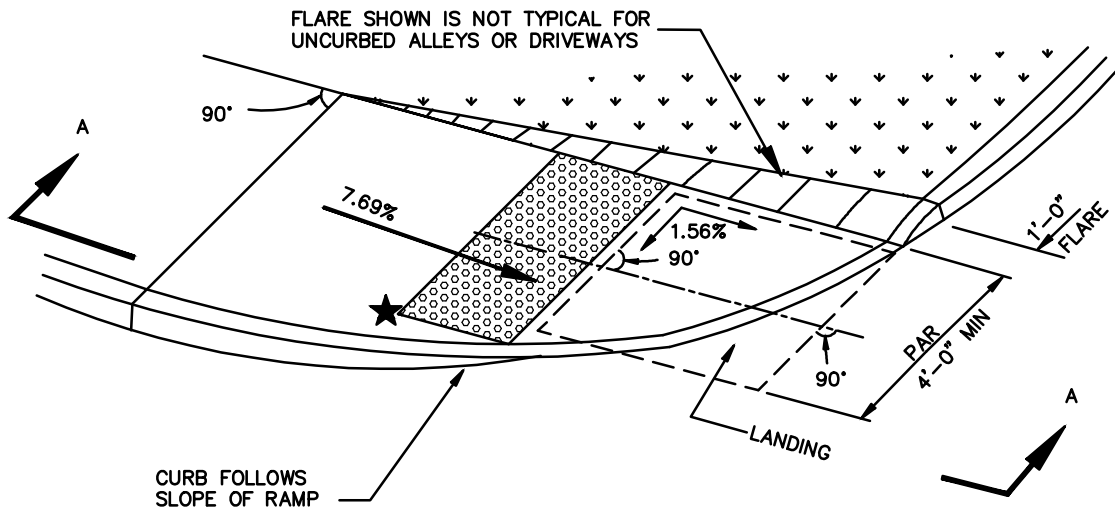 FLARE SHOWN IS NOT TYPICAL FOR
UNCURBED ALLEYS OR DRIVEWAYS
90°
A
7.69%
1.56%
90°
1'-0"
FLARE
PAR
4'-0" MIN
90°
A
LANDING
CURB FOLLOWS
SLOPE OF RAMP